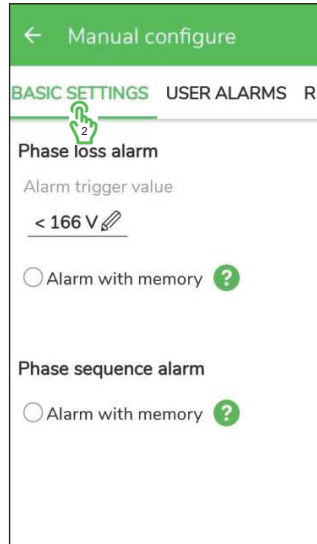 ← Manual configure
BASIC SETTINGS USER ALARMS R
2
Phase loss alarm
Alarm trigger value
< 166 V
Alarm with memory ?
Phase sequence alarm
Alarm with memory ?